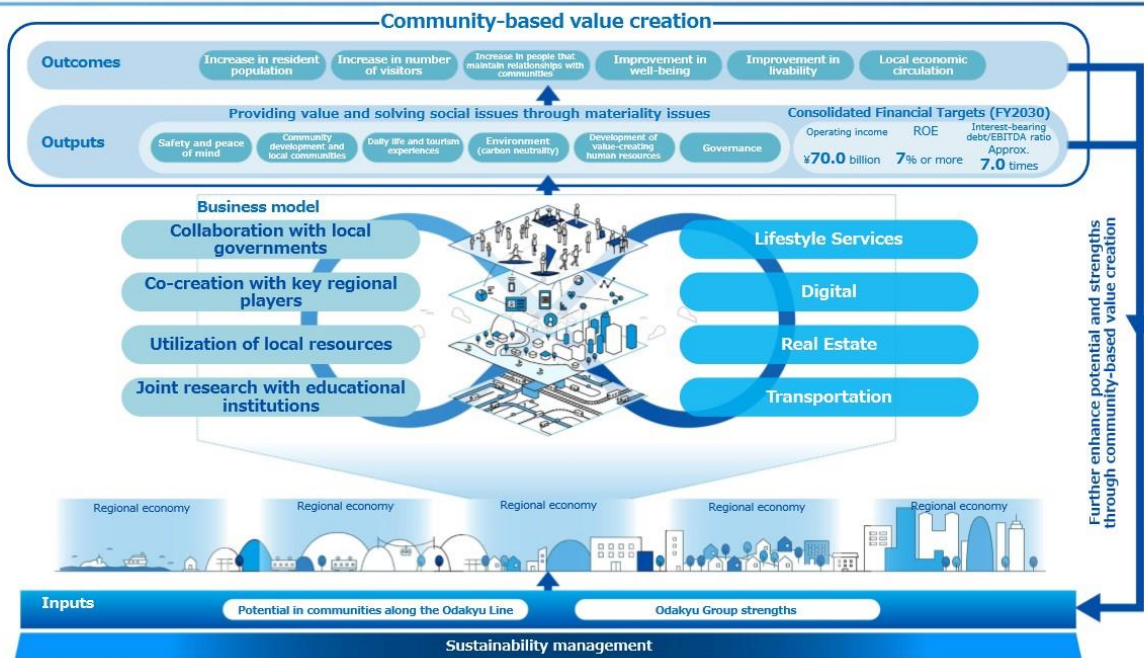 Community-based value creation
Outcomes
Increase in resident
population
Increase in number
of visitors
Increase in people that
maintain relationships with
communities
Improvement in
well-being
Improvement in
livability
Local economic
circulation
Providing value and solving social issues through materiality issues
Outputs
Safety and peace
of mind
Community
development and
local communities
Daily life and tourism
experiences
Environment
(carbon neutrality)
Development of
value-creating
human resources
Governance
Consolidated Financial Targets (FY2030)
Operating income
¥70.0 billion
ROE
7% or more
Interest-bearing
debt/EBITDA ratio
Approx.
7.0 times
Business model
Collaboration with local
governments
Co-creation with key regional
players
Utilization of local resources
Joint research with educational
institutions
Lifestyle Services
Digital
Real Estate
Transportation
Further enhance potential and strengths
through community-based value creation
Regional economy
Regional economy
Regional economy
Regional economy
Regional economy
Inputs
Potential in communities along the Odakyu Line
Odakyu Group strengths
Sustainability management